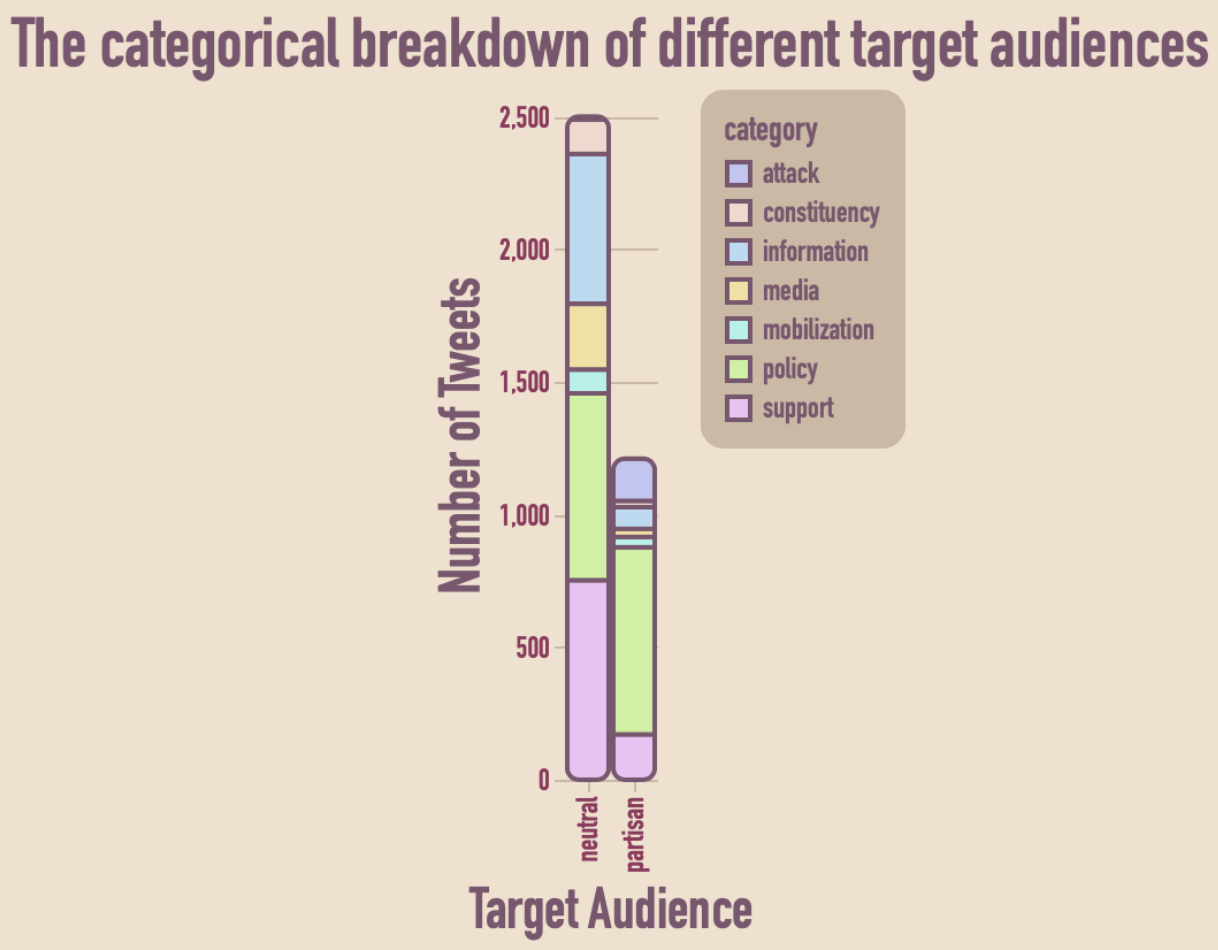 The categorical breakdown of different target audiences
2,500
2,000
1,500
1,000
500
0
Number of Tweets
neutral
partisan
Target Audience
category
attack
constituency
information
media
mobilization
policy
support